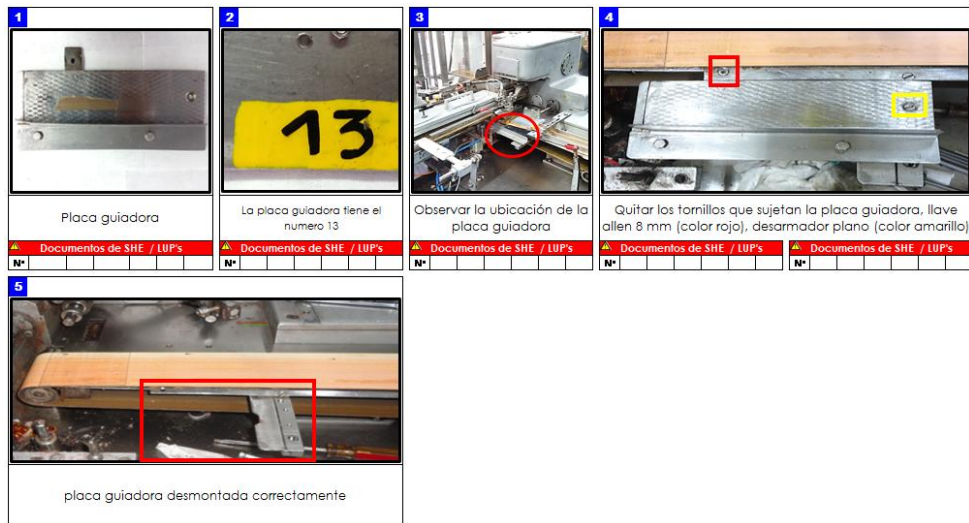 1
2
3
4
13
Placa guiadora
La placa guiadora tiene el
numero 13
Observar la ubicación de la
placa guiadora
Quitar los tornillos que sujetan la placa guiadora, llave
allen 8 mm (color rojo), desarmador plano (color amarillo)
Documentos de SHE / LUP's
Documentos de SHE / LUP's
Documentos de SHE / LUP's
Documentos de SHE / LUP's
Documentos de SHE / LUP's
N•
N•
N•
N•
N•
5
placa guiadora desmontada correctamente